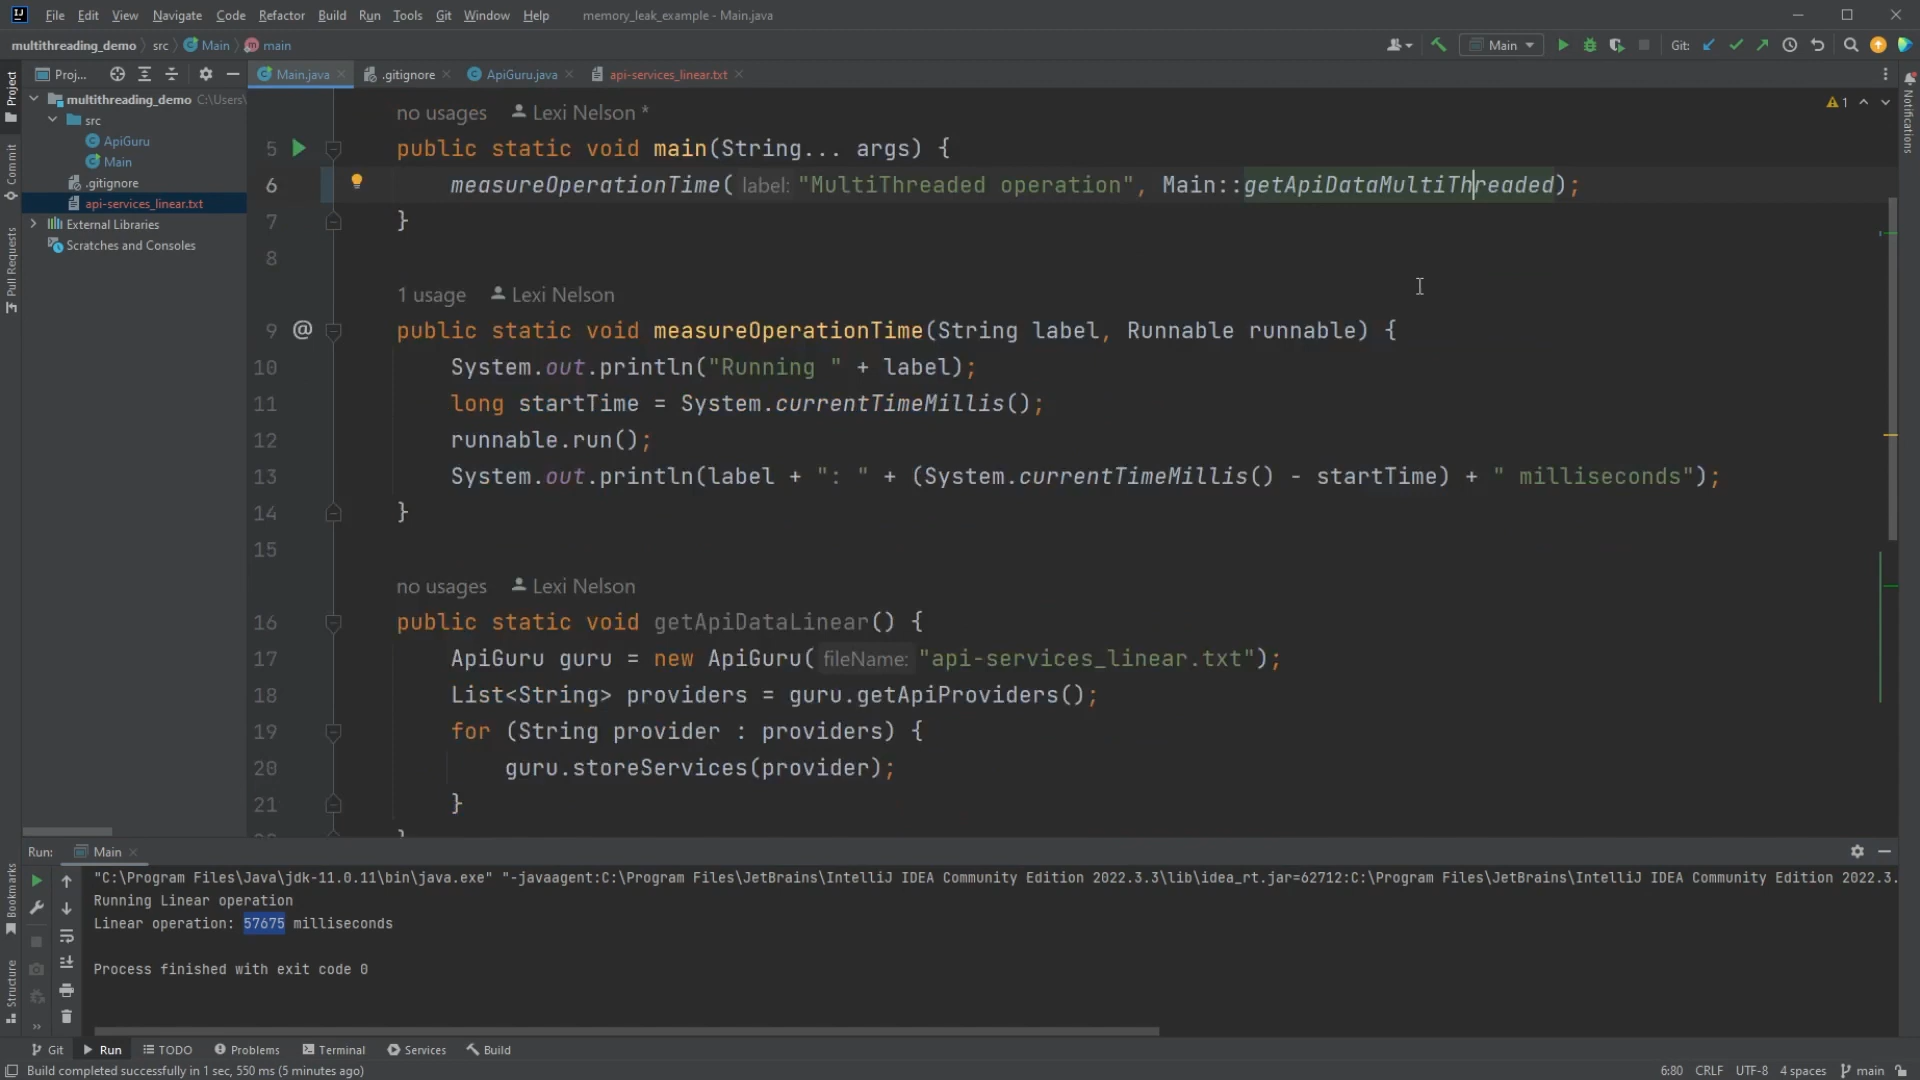 File Edit View Navigate Code Refactor Build Run Tools Git Window Help memory_leak_example - Main.java
multithreading_demo src Main main
Main Git:
Proj...
Main.java .gitignore ApiGuru.java api-services_linear.txt
multithreading_demo C:\Users\
src
ApiGuru
Main
.gitignore
api-services_linear.txt
External Libraries
Scratches and Consoles
Project
Commit
Pull Requests
Bookmarks
Structure
Notifications
1
no usages Lexi Nelson *
5 public static void main(String... args) {
6 measureOperationTime( label: "MultiThreaded operation", Main::getApiDataMultiThreaded);
7 }
8
1 usage Lexi Nelson
9 @ public static void measureOperationTime(String label, Runnable runnable) {
10 System.out.println("Running " + label);
11 long startTime = System.currentTimeMillis();
12 runnable.run();
13 System.out.println(label + ": " + (System.currentTimeMillis() - startTime) + " milliseconds");
14 }
15
no usages Lexi Nelson
16 public static void getApiDataLinear() {
17 ApiGuru guru = new ApiGuru( fileName: "api-services_linear.txt");
18 List<String> providers = guru.getApiProviders();
19 for (String provider : providers) {
20 guru.storeServices(provider);
21 }
Run: Main
"C:\Program Files\Java\jdk-11.0.11\bin\java.exe" "-javaagent:C:\Program Files\JetBrains\IntelliJ IDEA Community Edition 2022.3.3\lib\idea_rt.jar=62712:C:\Program Files\JetBrains\IntelliJ IDEA Community Edition 2022.3.
Running Linear operation
Linear operation: 57675 milliseconds
Process finished with exit code 0
Git Run TODO Problems Terminal Services Build
Build completed successfully in 1 sec, 550 ms (5 minutes ago) 6:80 CRLF UTF-8 4 spaces main